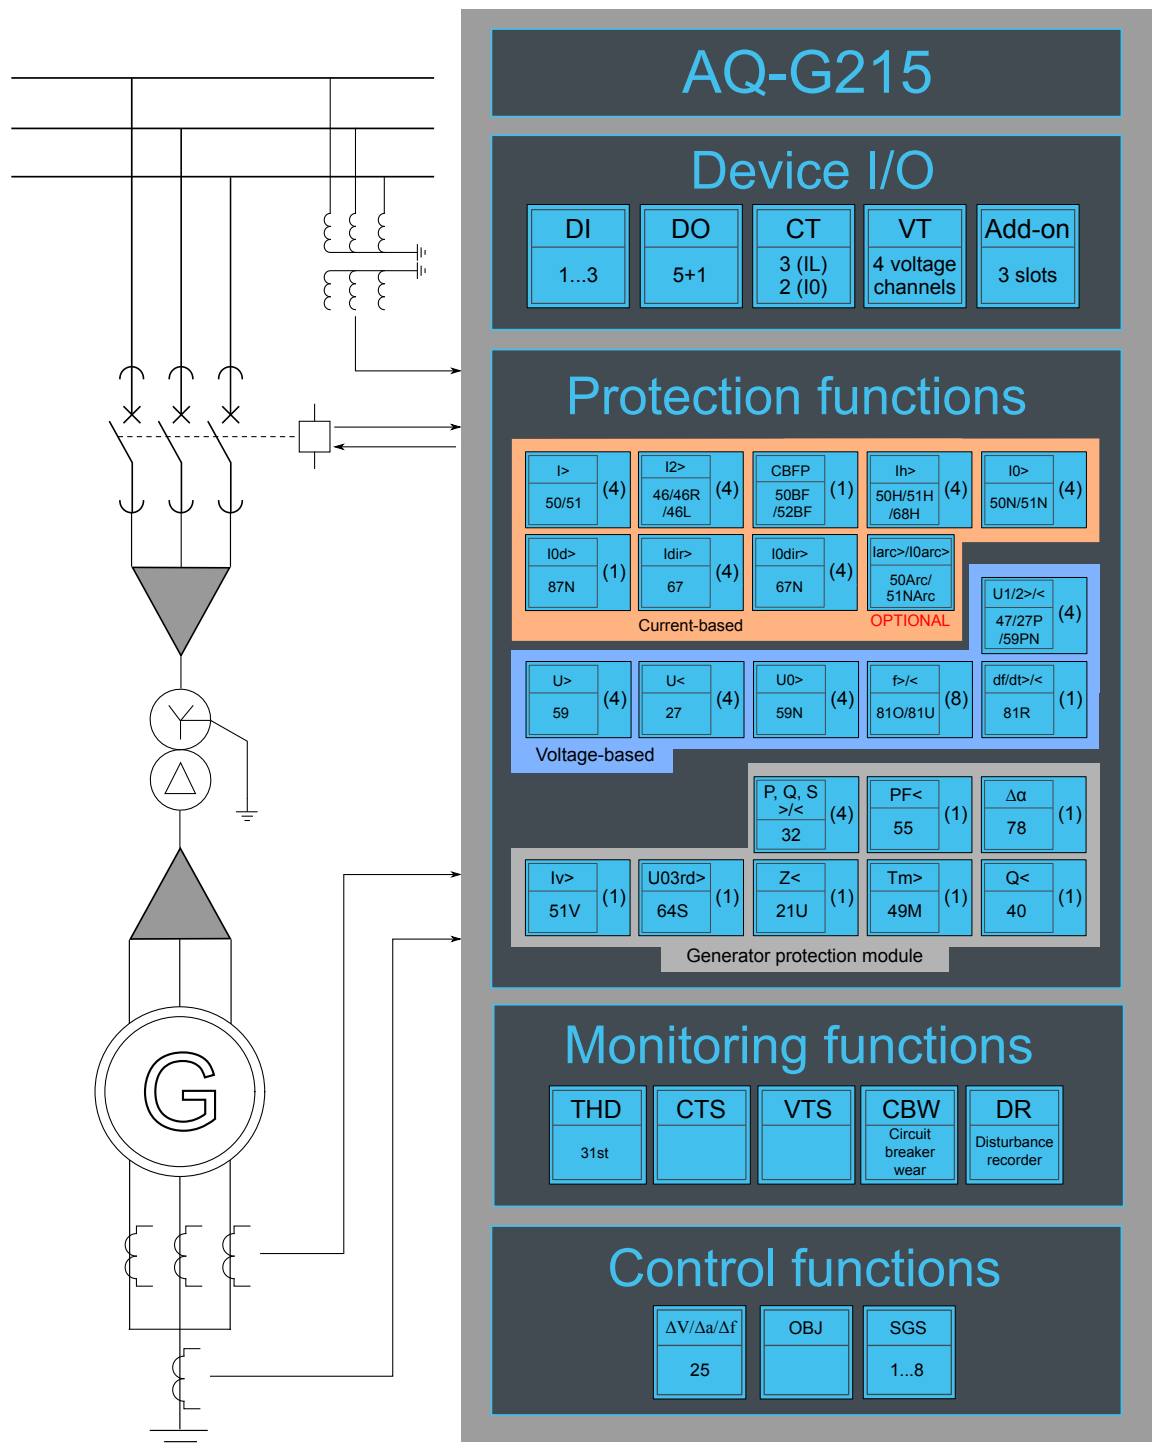 AQ-G215
Device I/O
DI
1...3
DO
5+1
CT
3 (IL)
2 (I0)
VT
4 voltage
channels
Add-on
3 slots
Protection functions
I>
50/51
(4)
I2>
46/46R
/46L
(4)
CBFP
50BF
/52BF
(1)
Ih>
50H/51H
/68H
(4)
I0>
50N/51N
(4)
I0d>
87N
(1)
Idir>
67
(4)
I0dir>
67N
(4)
Iarc>/I0arc>
50Arc/
51NArc
OPTIONAL
Current-based
U1/2>/<
47/27P
/59PN
(4)
U>
59
(4)
U<
27
(4)
U0>
59N
(4)
f>/<
81O/81U
(8)
df/dt>/<
81R
(1)
Voltage-based
P, Q, S
>/<
32
(4)
PF<
55
(1)
Δα
78
(1)
Iv>
51V
(1)
U03rd>
64S
(1)
Z<
21U
(1)
Tm>
49M
(1)
Q<
40
(1)
Generator protection module
G
Monitoring functions
THD
31st
CTS
VTS
CBW
Circuit
breaker
wear
DR
Disturbance
recorder
Control functions
ΔV/Δa/Δf
25
OBJ
SGS
1...8